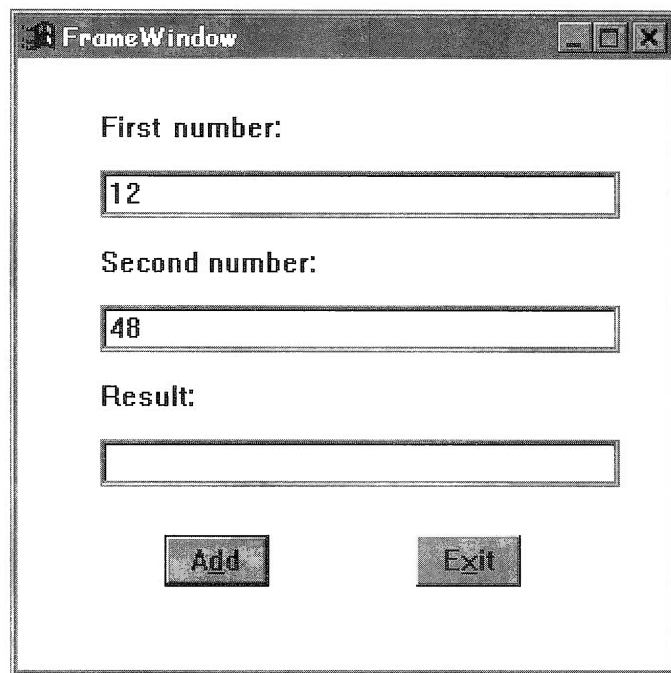 FrameWindow
First number:
12
Second number:
48
Result:
Add
Exit